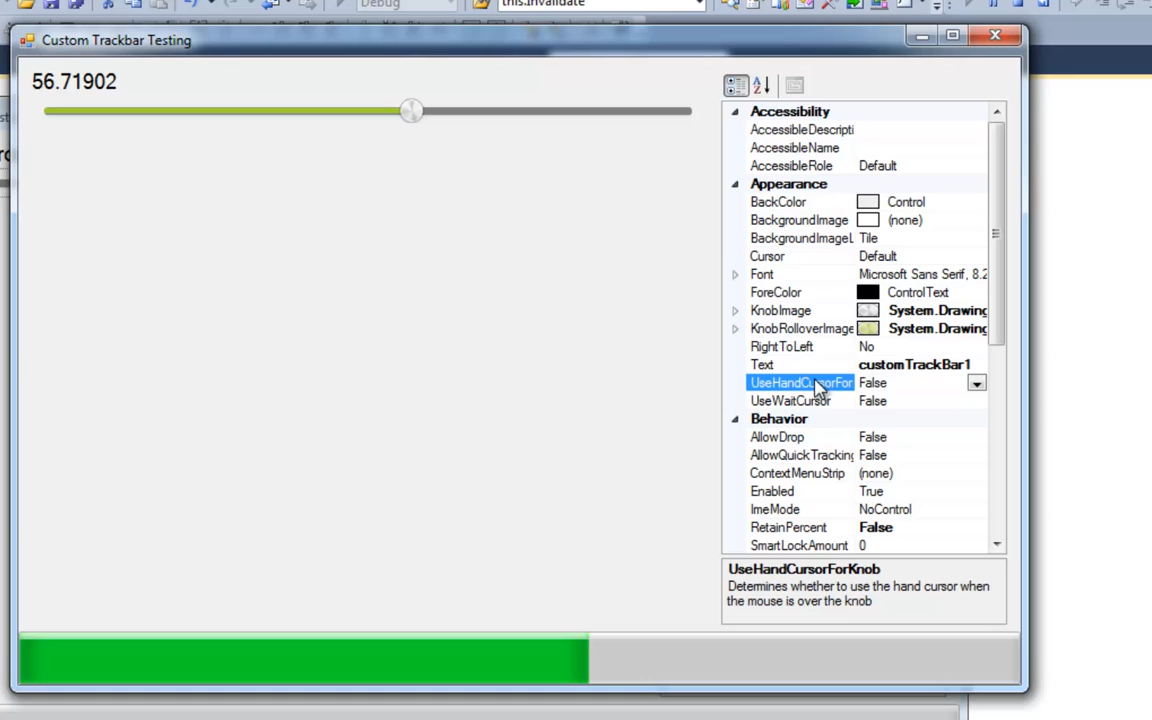 Debug
this.Invalidate
Custom Trackbar Testing
56.71902
Accessibility
AccessibleDescripti
AccessibleName
AccessibleRole Default
Appearance
BackColor Control
BackgroundImage (none)
BackgroundImageL Tile
Cursor Default
Font Microsoft Sans Serif, 8.2
ForeColor ControlText
KnobImage System.Drawing
KnobRolloverImage System.Drawing
RightToLeft No
Text customTrackBar1
UseHandCursorFor False
UseWaitCursor False
Behavior
AllowDrop False
AllowQuickTracking False
ContextMenuStrip (none)
Enabled True
ImeMode NoControl
RetainPercent False
SmartLockAmount 0
UseHandCursorForKnob
Determines whether to use the hand cursor when
the mouse is over the knob